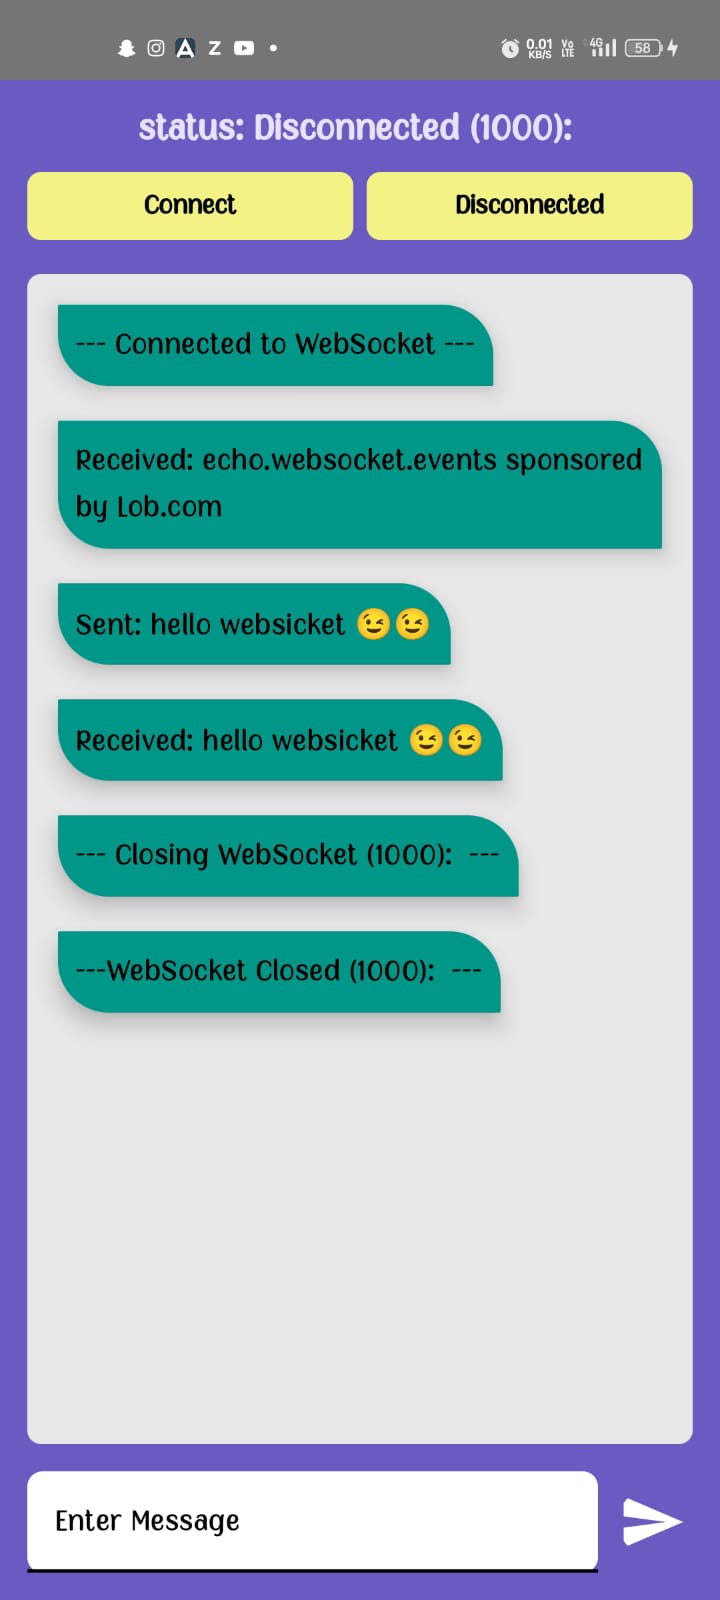 0.01
KB/S
Vo
LTE
4G
58
status: Disconnected (1000):
Connect
Disconnected
--- Connected to WebSocket ---
Received: echo.websocket.events sponsored
by Lob.com
Sent: hello websicket 😉😉
Received: hello websicket 😉😉
--- Closing WebSocket (1000):  ---
---WebSocket Closed (1000):  ---
Enter Message